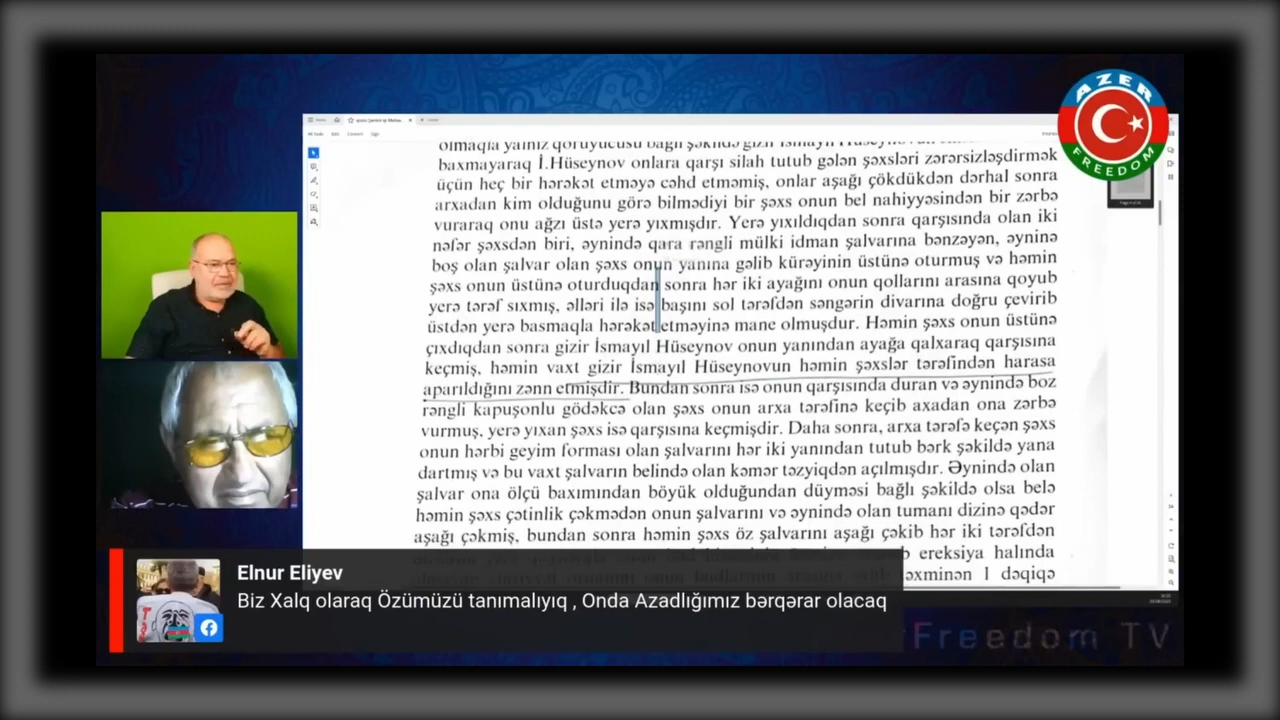 AZER
FREEDOM
baxmayaraq İ.Hüseynov onlara qarşı silah tutub gələn şəxsləri zərərsizləşdirmək
üçün heç bir hərəkət etməyə cəhd etməmiş, onlar aşağı çökdükdən dərhal sonra
arxadan kim olduğunu görə bilmədiyi bir şəxs onun bel nahiyyəsindən bir zərbə
vuraraq onu ağzı üstə yerə yıxmışdır. Yerə yıxıldıqdan sonra qarşısında olan iki
nəfər şəxsdən biri, əynində qara rəngli mülki idman şalvarına bənzəyən, əyninə
boş olan şalvar olan şəxs onun yanına gəlib kürəyinin üstünə oturmuş və həmin
şəxs onun üstünə oturduqdan sonra hər iki ayağını onun qollarını arasına qoyub
yerə tərəf sıxmış, əlləri ilə isə başını sol tərəfdən səngərin divarına doğru çevirib
üstdən yerə basmaqla hərəkət etməyinə mane olmuşdur. Həmin şəxs onun üstünə
çıxdıqdan sonra gizir İsmayıl Hüseynov onun yanından ayağa qalxaraq qarşısına
keçmiş, həmin vaxt gizir İsmayıl Hüseynovun həmin şəxslər tərəfindən harasa
aparıldığını zənn etmişdir. Bundan sonra isə onun qarşısında duran və əynində boz
rəngli kapuşonlu gödəkcə olan şəxs onun arxa tərəfinə keçib axadan ona zərbə
vurmuş, yerə yıxan şəxs isə qarşısına keçmişdir. Daha sonra, arxa tərəfə keçən şəxs
onun hərbi geyim forması olan şalvarını hər iki yanından tutub bərk şəkildə yana
dartmış və bu vaxt şalvarın belində olan kəmər təzyiqdən açılmışdır. Əynində olan
şalvar ona ölçü baxımından böyük olduğundan düyməsi bağlı şəkildə olsa belə
həmin şəxs çətinlik çəkmədən onun şalvarını və əynində olan tumanı dizinə qədər
aşağı çəkmiş, bundan sonra həmin şəxs öz şalvarını aşağı çəkib hər iki tərəfdən
ereksiya halında
təxminən 1 dəqiqə
Elnur Eliyev
Biz Xalq olaraq Özümüzü tanımalıyıq , Onda Azadlığımız bərqərar olacaq
Freedom TV